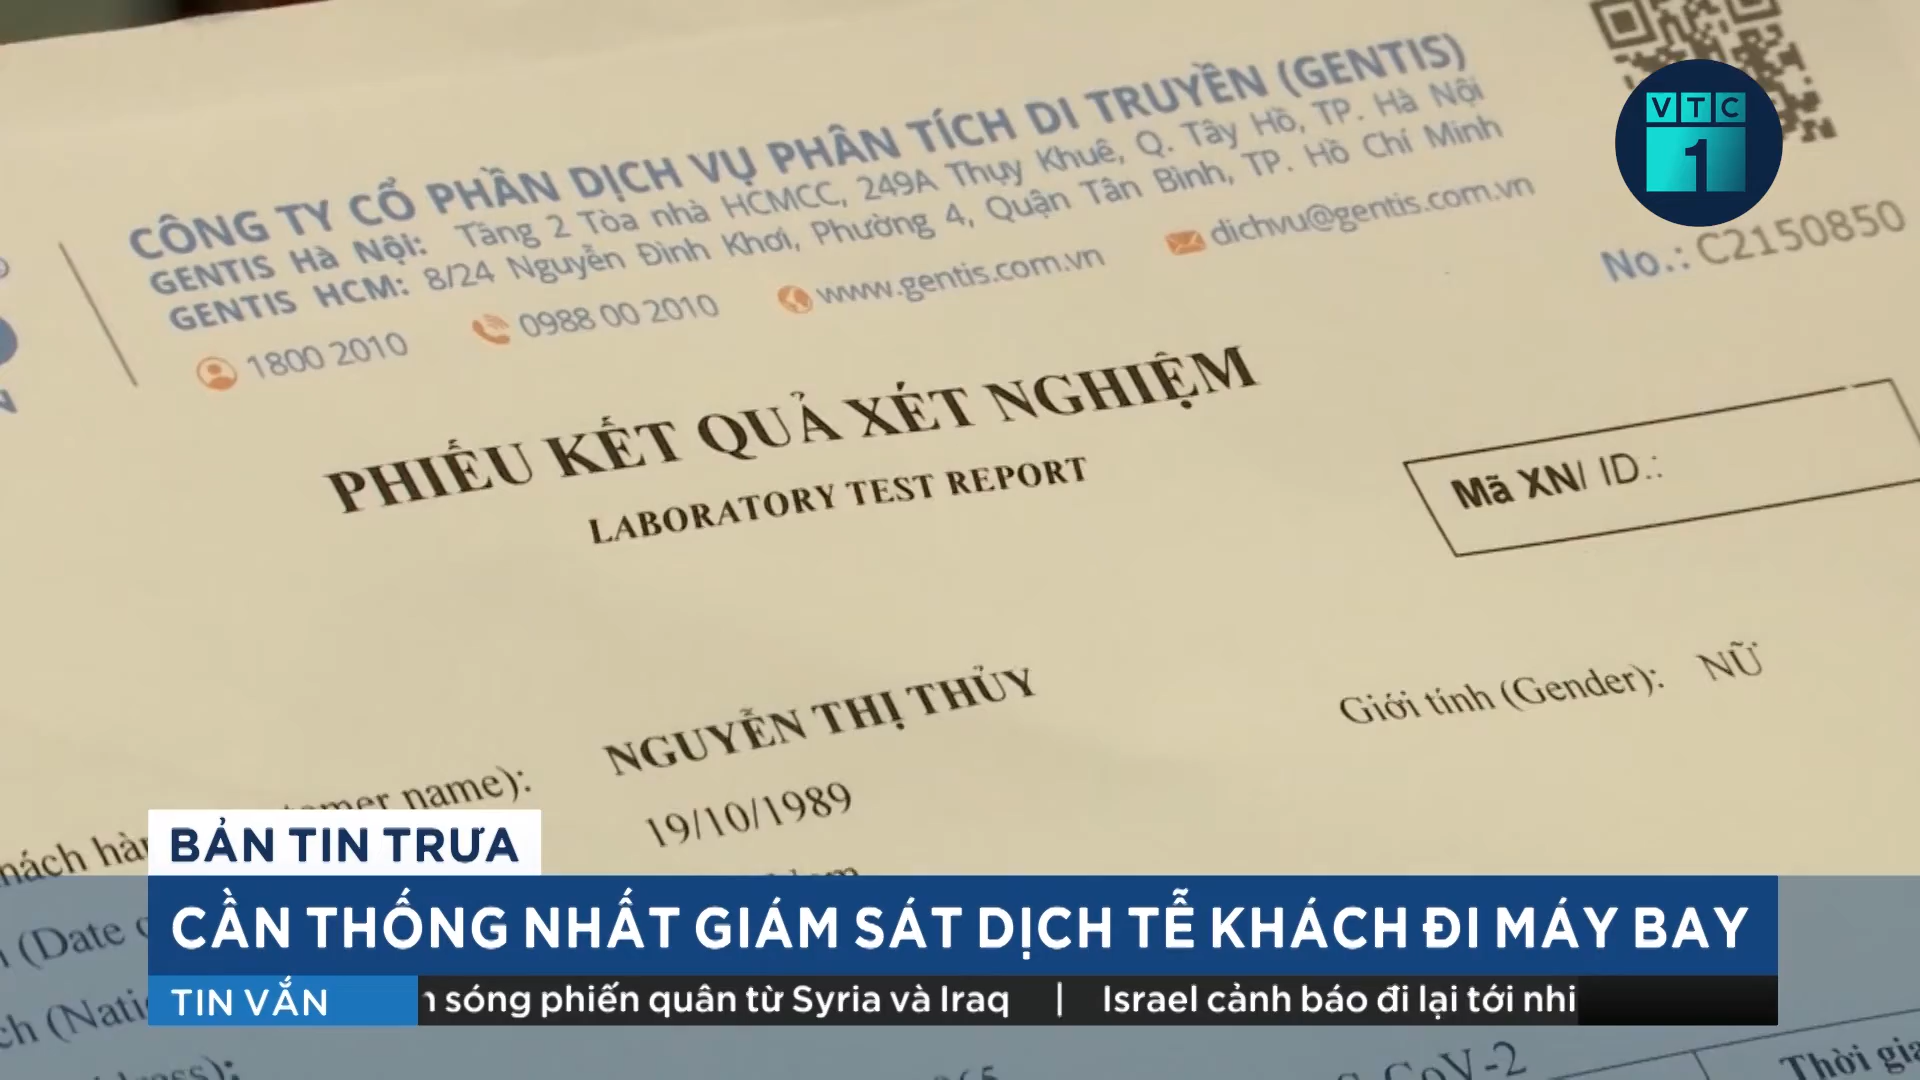 CÔNG TY CỔ PHẦN DỊCH VỤ PHÂN TÍCH DI TRUYỀN (GENTIS)
GENTIS Hà Nội: Tầng 2 Tòa nhà HCMCC, 249A Thụy Khuê, Q. Tây Hồ, TP. Hà Nội
GENTIS HCM: 8/24 Nguyễn Đình Khơi, Phường 4, Quận Tân Bình, TP. Hồ Chí Minh
1800 2010 0988 00 2010 www.gentis.com.vn dichvu@gentis.com.vn
VTC
1
No.: C2150850
PHIẾU KẾT QUẢ XÉT NGHIỆM
LABORATORY TEST REPORT
Mã XN/ ID.:
name): NGUYỄN THỊ THỦY Giới tính (Gender): NỮ
19/10/1989
BẢN TIN TRƯA
(Date
CẦN THỐNG NHẤT GIÁM SÁT DỊCH TỄ KHÁCH ĐI MÁY BAY
TIN VẮN sóng phiến quân từ Syria và Iraq | Israel cảnh báo đi lại tới nhi
CoV-2
Thời gia